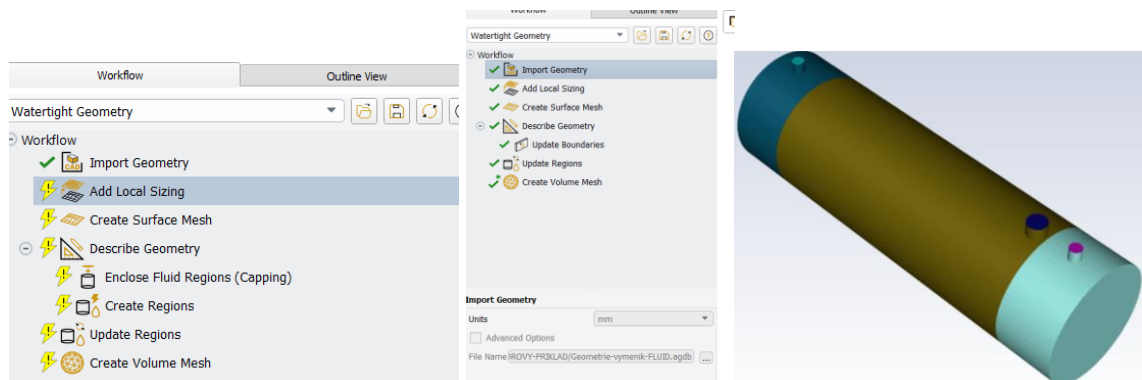 Workflow
Outline View
Watertight Geometry
Workflow
Import Geometry
Add Local Sizing
Create Surface Mesh
Describe Geometry
Enclose Fluid Regions (Capping)
Create Regions
Update Regions
Create Volume Mesh
Workflow
Outline View
Watertight Geometry
Workflow
Import Geometry
Add Local Sizing
Create Surface Mesh
Describe Geometry
Update Boundaries
Update Regions
Create Volume Mesh
Import Geometry
Units mm
Advanced Options
File Name ROVY-PRIKLAD/Geometrie-vymenik-FLUID.agdb ...